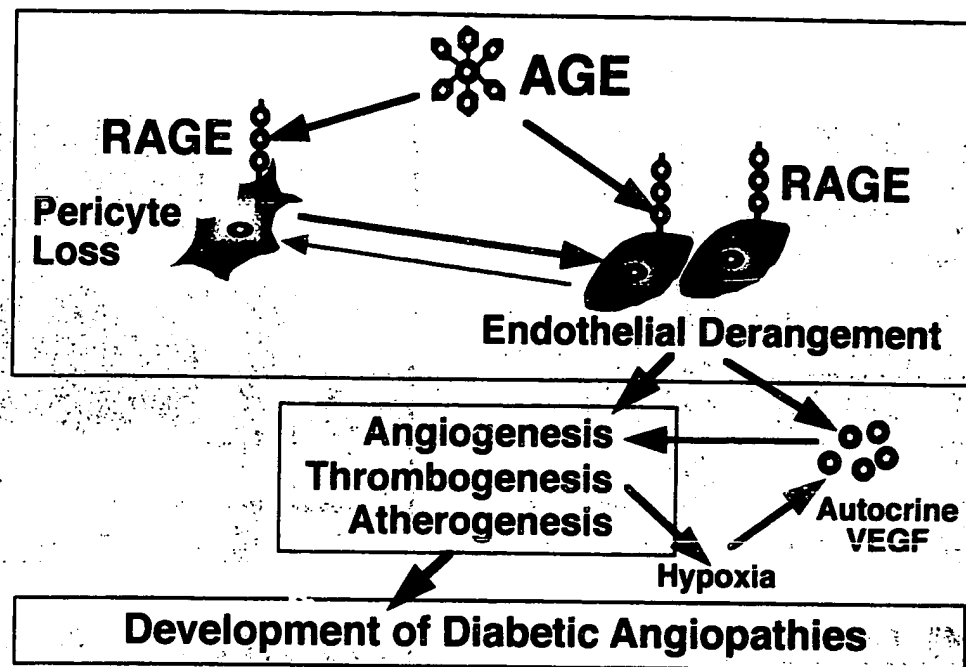 AGE
RAGE
RAGE
Pericyte
Loss
Endothelial Derangement
Angiogenesis
Thrombogenesis
Atherogenesis
Autocrine
VEGF
Hypoxia
Development of Diabetic Angiopathies